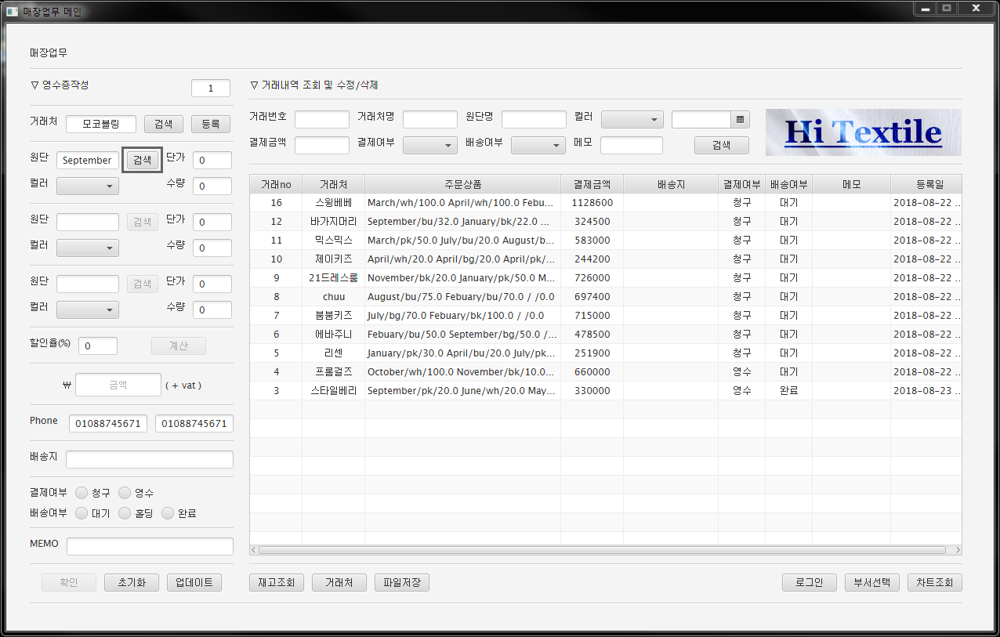 매장업무 메인
매장업무
▽ 영수증작성 1
거래처 모코블링 검색 등록
원단 September 검색 단가 0
컬러 수량 0
원단 검색 단가 0
컬러 수량 0
원단 검색 단가 0
컬러 수량 0
할인율(%) 0 계산
₩ 금액 ( + vat )
Phone 01088745671 01088745671
배송지
결제여부 청구 영수
배송여부 대기 홀딩 완료
MEMO
확인 초기화 업데이트
▽ 거래내역 조회 및 수정/삭제
거래번호 거래처명 원단명 컬러
결제금액 결제여부 배송여부 메모 검색
Hi Textile
거래no 거래처 주문상품 결제금액 배송지 결제여부 배송여부 메모 등록일
16 스윙베베 March/wh/100.0 April/wh/100.0 Febu... 1128600 청구 대기 2018-08-22 ..
12 바가지머리 September/bu/32.0 January/bk/22.0 ... 324500 청구 대기 2018-08-22 ..
11 믹스믹스 March/pk/50.0 July/bu/20.0 August/b... 583000 청구 대기 2018-08-22 ..
10 제이키즈 April/wh/20.0 April/bg/20.0 April/pk/... 244200 청구 대기 2018-08-22 ..
9 21드레스룸 November/bk/20.0 January/pk/50.0 M... 726000 청구 대기 2018-08-22 ..
8 chuu August/bu/75.0 Febuary/bu/70.0 / /0.0 697400 청구 대기 2018-08-22 ..
7 붐붐키즈 July/bg/70.0 Febuary/bk/100.0 / /0.0 715000 청구 대기 2018-08-22 ..
6 에바주니 Febuary/bu/50.0 September/bg/50.0 /... 478500 청구 대기 2018-08-22 ..
5 리센 January/pk/30.0 April/bu/20.0 July/pk... 251900 청구 대기 2018-08-22 ..
4 프롬걸즈 October/wh/100.0 November/bk/10.0... 660000 영수 대기 2018-08-22 ..
3 스타일베리 September/pk/20.0 June/wh/20.0 May... 330000 영수 완료 2018-08-23 ..
재고조회 거래처 파일저장 로그인 부서선택 차트조회